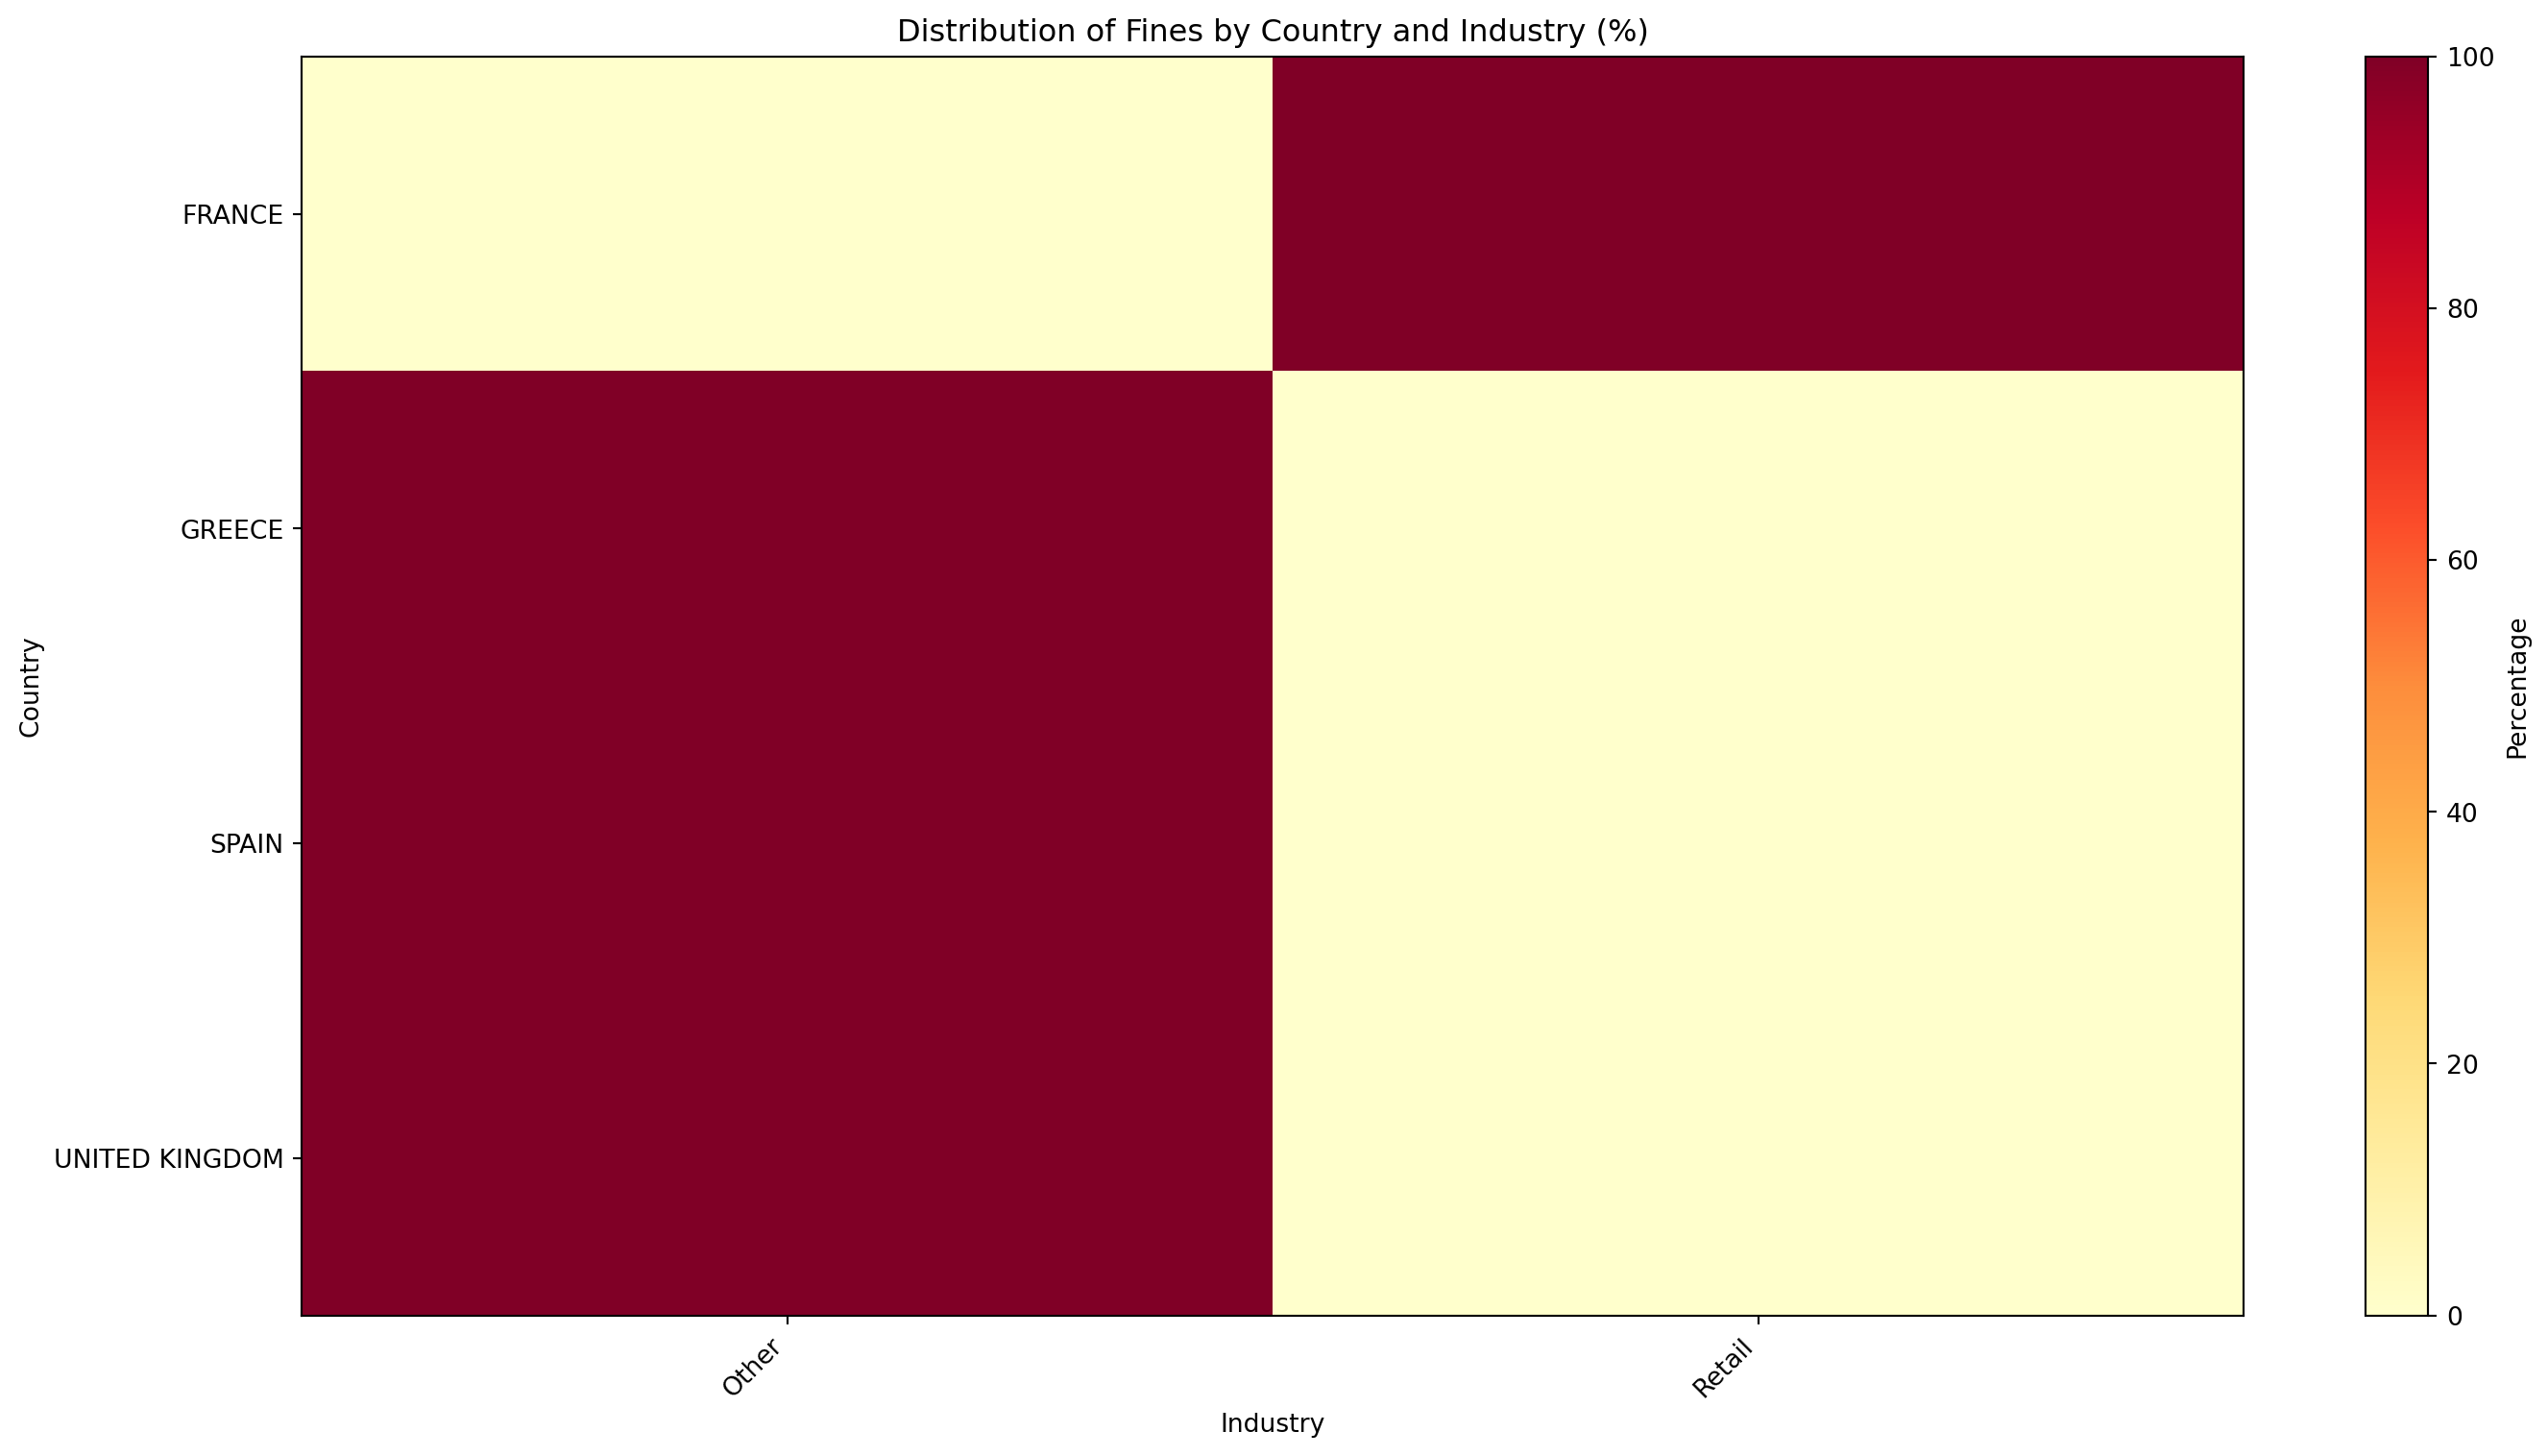 Distribution of Fines by Country and Industry (%)
Country
FRANCE
GREECE
SPAIN
UNITED KINGDOM
Other
Retail
Industry
100
80
60
40
20
0
Percentage